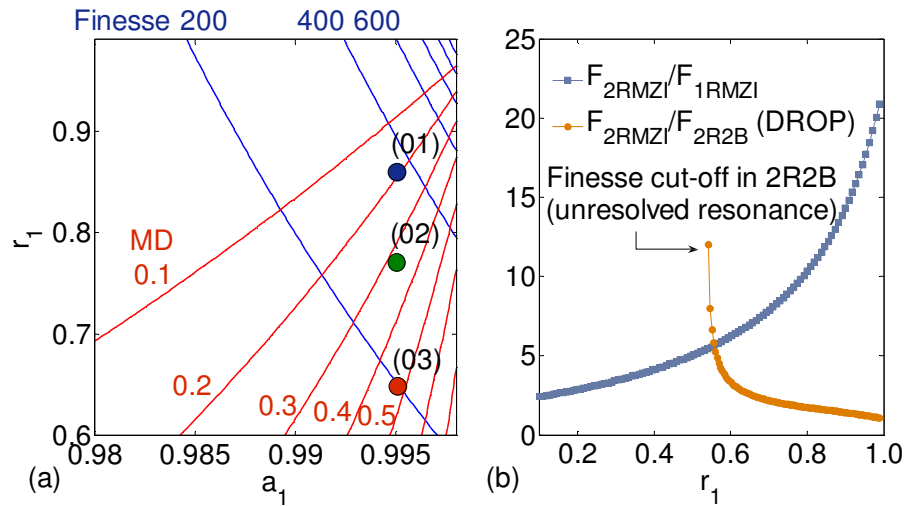 Finesse 200 400 600
0.9
0.8
0.7
0.6
r₁
MD
0.1
0.2
0.3
0.4
0.5
(01)
(02)
(03)
0.98 0.985 0.99 0.995
a₁
(a)
25
20
15
10
5
0
F2RMZI/F1RMZI
F2RMZI/F2R2B (DROP)
Finesse cut-off in 2R2B
(unresolved resonance)
0.2 0.4 0.6 0.8 1.0
r₁
(b)